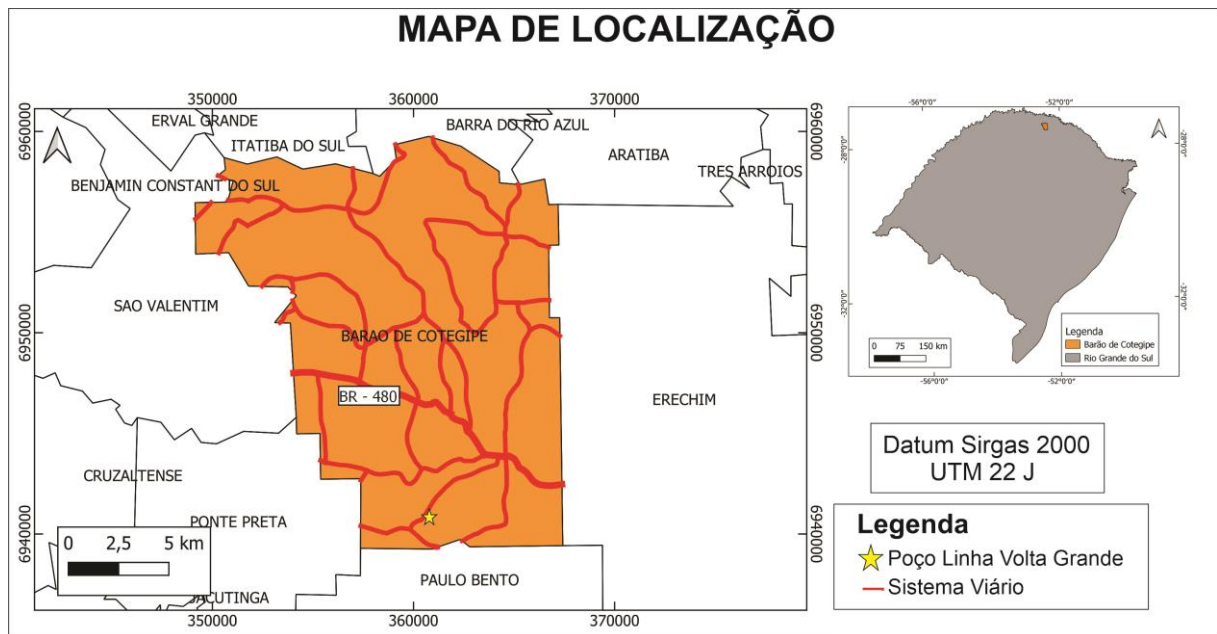 MAPA DE LOCALIZAÇÃO
350000
360000
370000
6960000
6950000
6940000
ERVAL GRANDE
ITATIBA DO SUL
BARRA DO RIO AZUL
ARATIBA
TRES ARROIOS
BENJAMIN CONSTANT DO SUL
SAO VALENTIM
BARAO DE COTEGIPE
BR - 480
ERECHIM
CRUZALTENSE
PONTE PRETA
PAULO BENTO
JACUTINGA
0 2,5 5 km
6960000
6950000
6940000
350000
360000
370000
-56°0'0"
-52°0'0"
-28°0'0"
-28°0'0"
-32°0'0"
-32°0'0"
Legenda
Barão de Cotegipe
Rio Grande do Sul
0 75 150 km
-56°0'0"
-52°0'0"
Datum Sirgas 2000
UTM 22 J
Legenda
Poço Linha Volta Grande
Sistema Viário